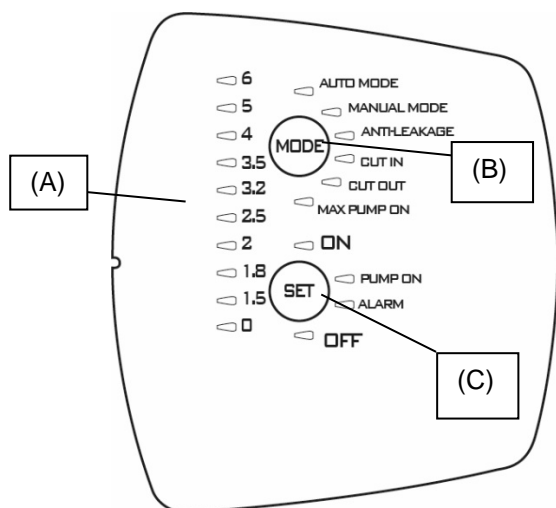 6
5
4
3.5
3.2
2.5
2
1.8
1.5
0
AUTO MODE
MANUAL MODE
ANTI-LEAKAGE
MODE
CUT IN
CUT OUT
MAX PUMP ON
ON
PUMP ON
SET
ALARM
OFF
(A)
(B)
(C)